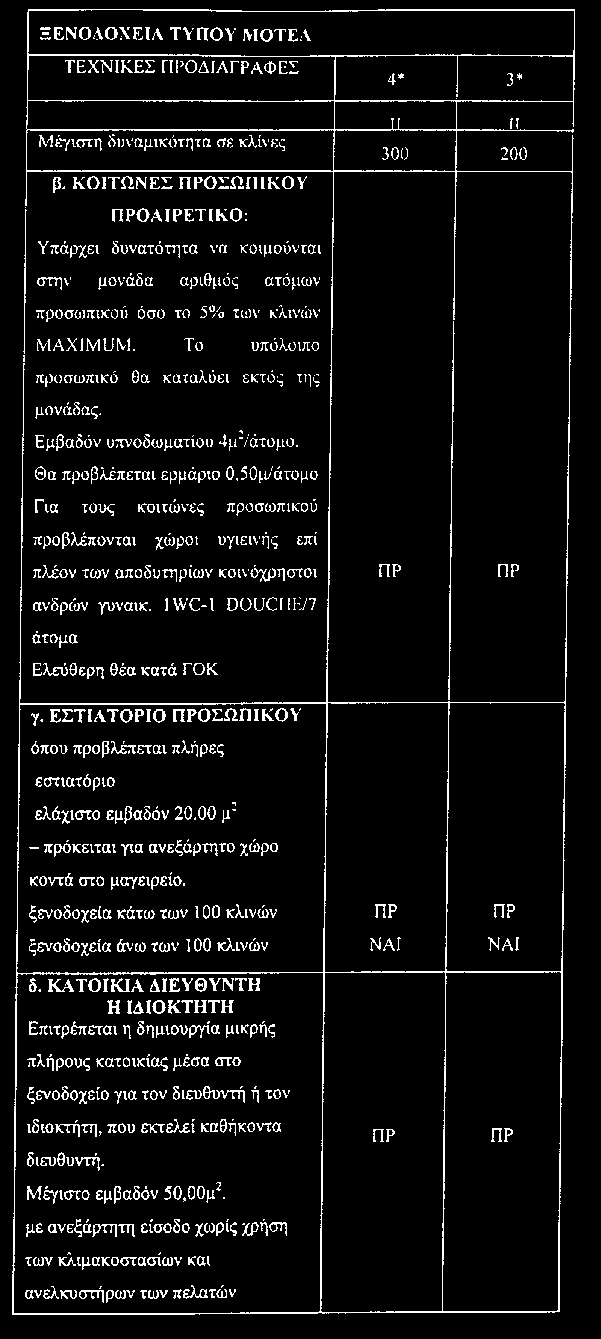 ΞΕΝΟΔΟΧΕΙΑ ΤΥΠΟΥ ΜΟΤΕΛ
ΤΕΧΝΙΚΕΣ ΠΡΟΔΙΑΓΡΑΦΕΣ 4* 3*
Π Π
Μέγιστη δυναμικότητα σε κλίνες 300 200
β. ΚΟΙΤΩΝΕΣ ΠΡΟΣΩΠΙΚΟΥ
ΠΡΟΑΙΡΕΤΙΚΟ:
Υπάρχει δυνατότητα να κοιμούνται
στην μονάδα αριθμός ατόμων
προσωπικού όσο το 5% των κλινών
MAXIMUM. Το υπόλοιπο
προσωπικό θα καταλύει εκτός της
μονάδας.
Εμβαδόν υπνοδωματίου 4μ²/άτομο.
Θα προβλέπεται ερμάριο 0,50μ/άτομο
Για τους κοιτώνες προσωπικού
προβλέπονται χώροι υγιεινής επί
πλέον των αποδυτηρίων κοινόχρηστοι ΠΡ ΠΡ
ανδρών γυναικ. 1WC-1 DOUCHE/7
άτομα
Ελεύθερη θέα κατά ΓΟΚ
γ. ΕΣΤΙΑΤΟΡΙΟ ΠΡΟΣΩΠΙΚΟΥ
όπου προβλέπεται πλήρες
εστιατόριο
ελάχιστο εμβαδόν 20.00 μ²
– πρόκειται για ανεξάρτητο χώρο
κοντά στο μαγειρείο.
ξενοδοχεία κάτω των 100 κλινών ΠΡ ΠΡ
ξενοδοχεία άνω των 100 κλινών ΝΑΙ ΝΑΙ
δ. ΚΑΤΟΙΚΙΑ ΔΙΕΥΘΥΝΤΗ
Η ΙΔΙΟΚΤΗΤΗ
Επιτρέπεται η δημιουργία μικρής
πλήρους κατοικίας μέσα στο
ξενοδοχείο για τον διευθυντή ή τον
ιδιοκτήτη, που εκτελεί καθήκοντα ΠΡ ΠΡ
διευθυντή.
Μέγιστο εμβαδόν 50,00μ².
με ανεξάρτητη είσοδο χωρίς χρήση
των κλιμακοστασίων και
ανελκυστήρων των πελατών